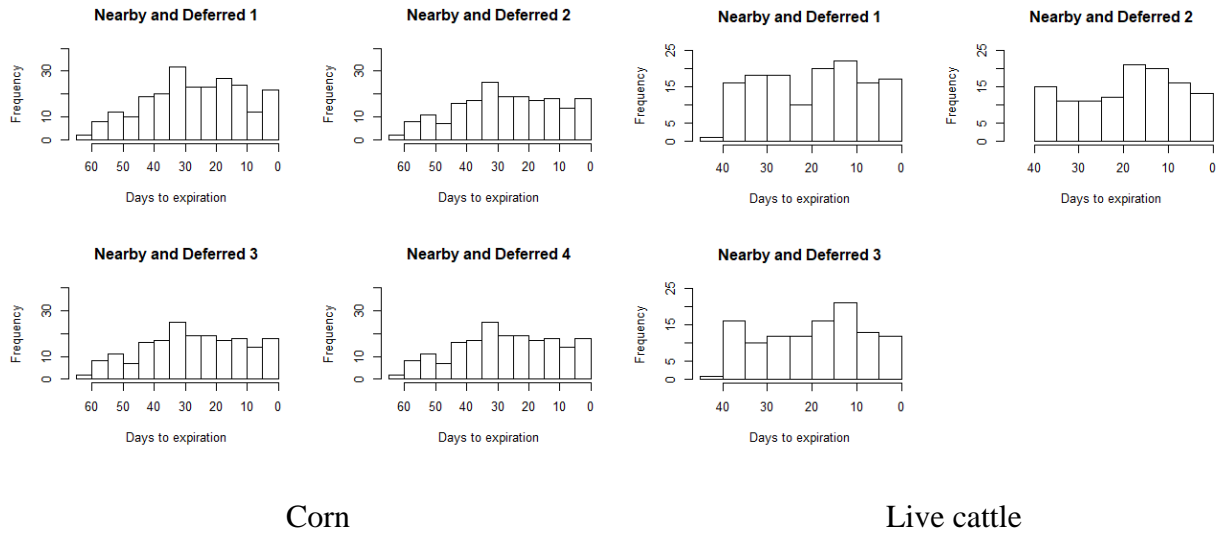 Nearby and Deferred 1
Frequency
0 10 30
60 50 40 30 20 10 0
Days to expiration
Nearby and Deferred 2
Frequency
0 10 30
60 50 40 30 20 10 0
Days to expiration
Nearby and Deferred 1
Frequency
0 5 15 25
40 30 20 10 0
Days to expiration
Nearby and Deferred 2
Frequency
0 5 15 25
40 30 20 10 0
Days to expiration
Nearby and Deferred 3
Frequency
0 10 30
60 50 40 30 20 10 0
Days to expiration
Nearby and Deferred 4
Frequency
0 10 30
60 50 40 30 20 10 0
Days to expiration
Nearby and Deferred 3
Frequency
0 5 15 25
40 30 20 10 0
Days to expiration
Corn
Live cattle